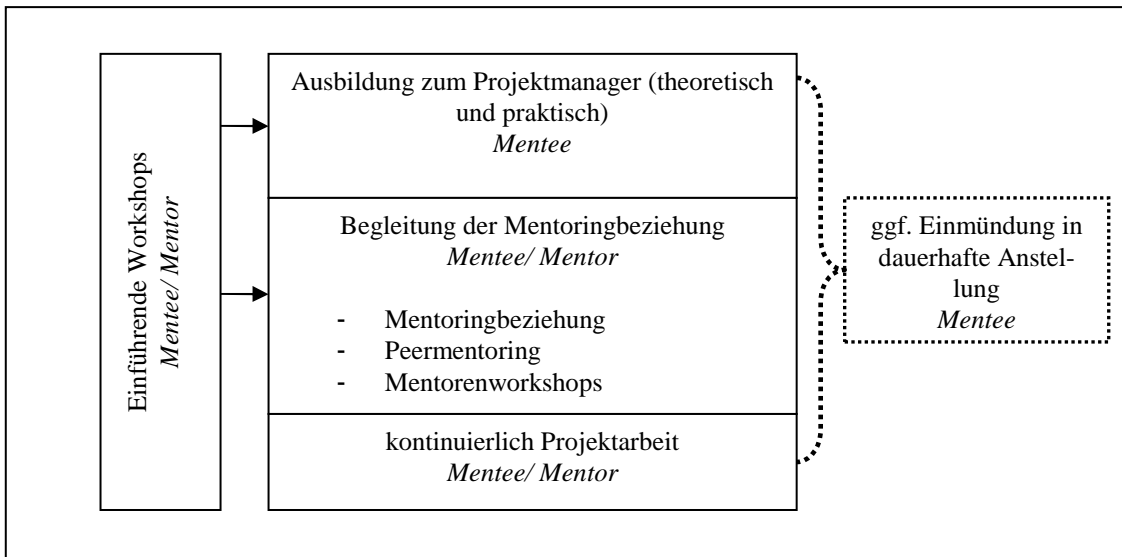 Einführende Workshops
Mentee/ Mentor
Ausbildung zum Projektmanager (theoretisch
und praktisch)
Mentee
Begleitung der Mentoringbeziehung
Mentee/ Mentor
- Mentoringbeziehung
- Peermentoring
- Mentorenworkshops
kontinuierlich Projektarbeit
Mentee/ Mentor
ggf. Einmündung in
dauerhafte Anstel-
lung
Mentee